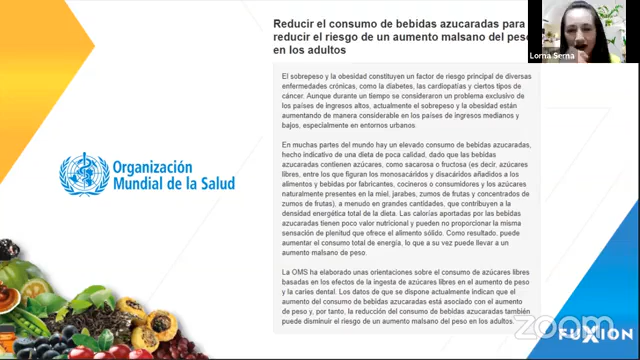 Reducir el consumo de bebidas azucaradas para
reducir el riesgo de un aumento malsano del peso
en los adultos
Lorna Serna
El sobrepeso y la obesidad constituyen un factor de riesgo principal de diversas
enfermedades crónicas, como la diabetes, las cardiopatías y ciertos tipos de
cáncer. Aunque durante un tiempo se consideraron un problema exclusivo de
los países de ingresos altos, actualmente el sobrepeso y la obesidad están
aumentando de manera considerable en los países de ingresos medianos y
bajos, especialmente en entornos urbanos.
En muchas partes del mundo hay un elevado consumo de bebidas azucaradas,
hecho indicativo de una dieta de poca calidad, dado que las bebidas
azucaradas contienen azúcares, como sacarosa o fructosa (es decir, azúcares
libres, entre los que figuran los monosacáridos y disacáridos añadidos a los
alimentos y bebidas por fabricantes, cocineros o consumidores y los azúcares
naturalmente presentes en la miel, jarabes, zumos de frutas y concentrados de
zumos de frutas), a menudo en grandes cantidades, que contribuyen a la
densidad energética total de la dieta. Las calorías aportadas por las bebidas
azucaradas tienen poco valor nutricional y pueden no proporcionar la misma
sensación de plenitud que ofrece el alimento sólido. Como resultado, puede
aumentar el consumo total de energía, lo que a su vez puede llevar a un
aumento malsano de peso.
La OMS ha elaborado unas orientaciones sobre el consumo de azúcares libres
basadas en los efectos de la ingesta de azúcares libres en el aumento de peso
y la caries dental. Los datos de que se dispone actualmente indican que el
aumento del consumo de bebidas azucaradas está asociado con el aumento
de peso y, por tanto, la reducción del consumo de bebidas azucaradas también
puede disminuir el riesgo de un aumento malsano del peso en los adultos.
Organización
Mundial de la Salud
zoom
FUXION